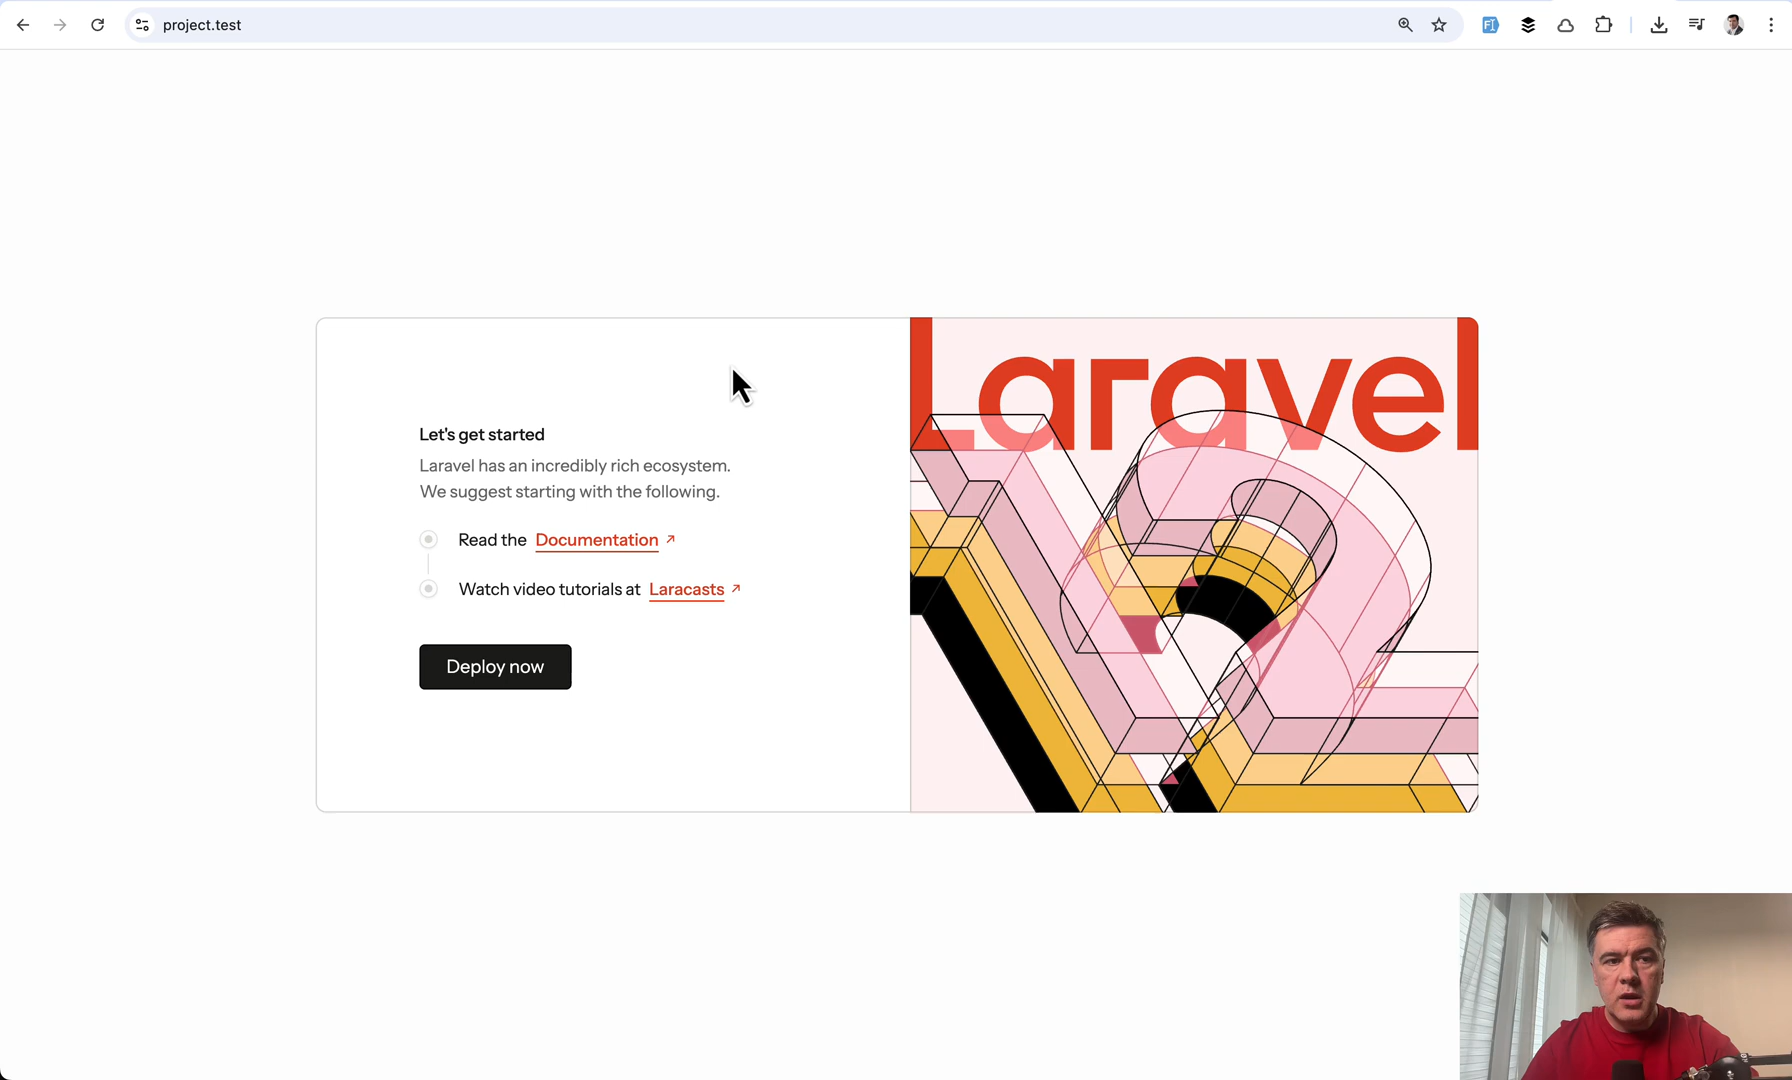 project.test
Laravel
Let's get started
Laravel has an incredibly rich ecosystem.
We suggest starting with the following.
Read the Documentation
Watch video tutorials at Laracasts
Deploy now